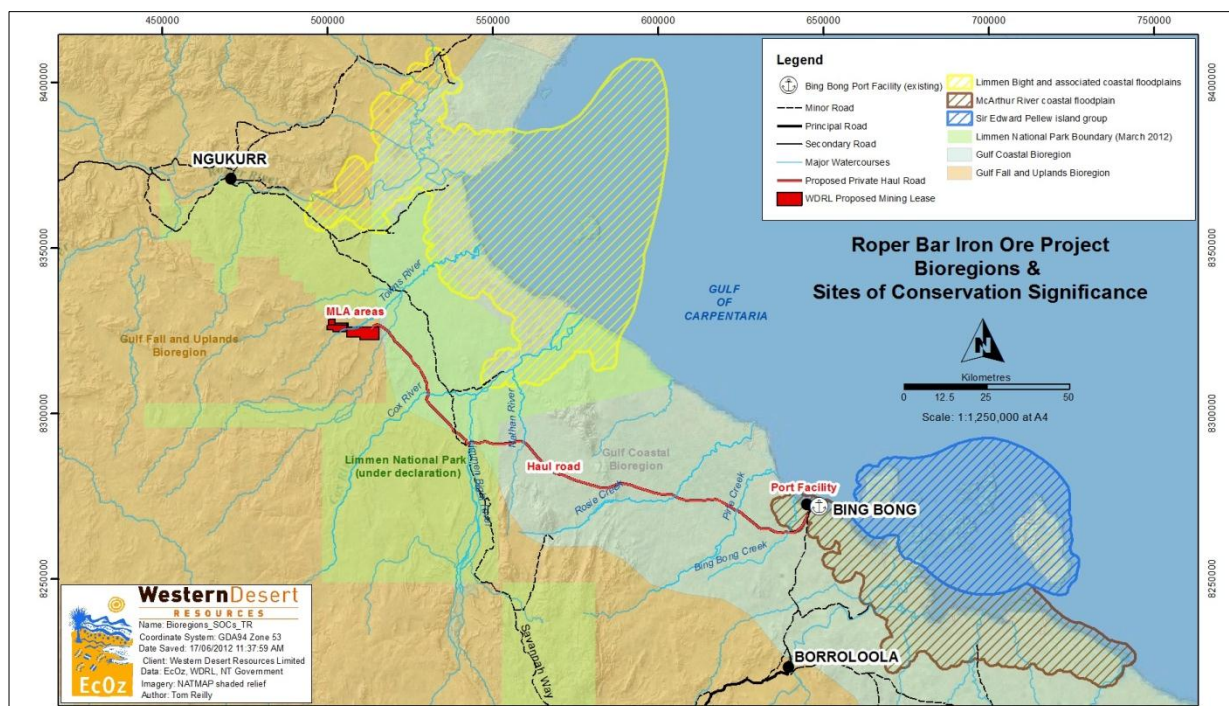 450000
500000
550000
600000
650000
700000
750000
8400000
8350000
8300000
8250000
8400000
8350000
8300000
8250000
Legend
Bing Bong Port Facility (existing)
Minor Road
Principal Road
Secondary Road
Major Watercourses
Proposed Private Haul Road
WDRL Proposed Mining Lease
Limmen Bight and associated coastal floodplains
McArthur River coastal floodplain
Sir Edward Pellew island group
Limmen National Park Boundary (March 2012)
Gulf Coastal Bioregion
Gulf Fall and Uplands Bioregion
Roper Bar Iron Ore Project
Bioregions &
Sites of Conservation Significance
N
Kilometres
0 12.5 25 50
Scale: 1:1,250,000 at A4
NGUKURR
Towns River
GULF
OF
CARPENTARIA
MLA areas
Gulf Fall and Uplands
Bioregion
Cox River
Nathan River
Limmen National Park
(under declaration)
Haul road
Gulf Coastal
Bioregion
Rosie Creek
Creek
Port Facility
BING BONG
Bing Bong Creek
Savannah Way
BORROLOOLA
WesternDesert
RESOURCES
Name: Bioregions_SOCs_TR
Coordinate System: GDA94 Zone 53
Date Saved: 17/06/2012 11:37:59 AM
Client: Western Desert Resources Limited
Data: EcOz, WDRL, NT Government
Imagery: NATMAP shaded relief
Author: Tom Reilly
EcOz